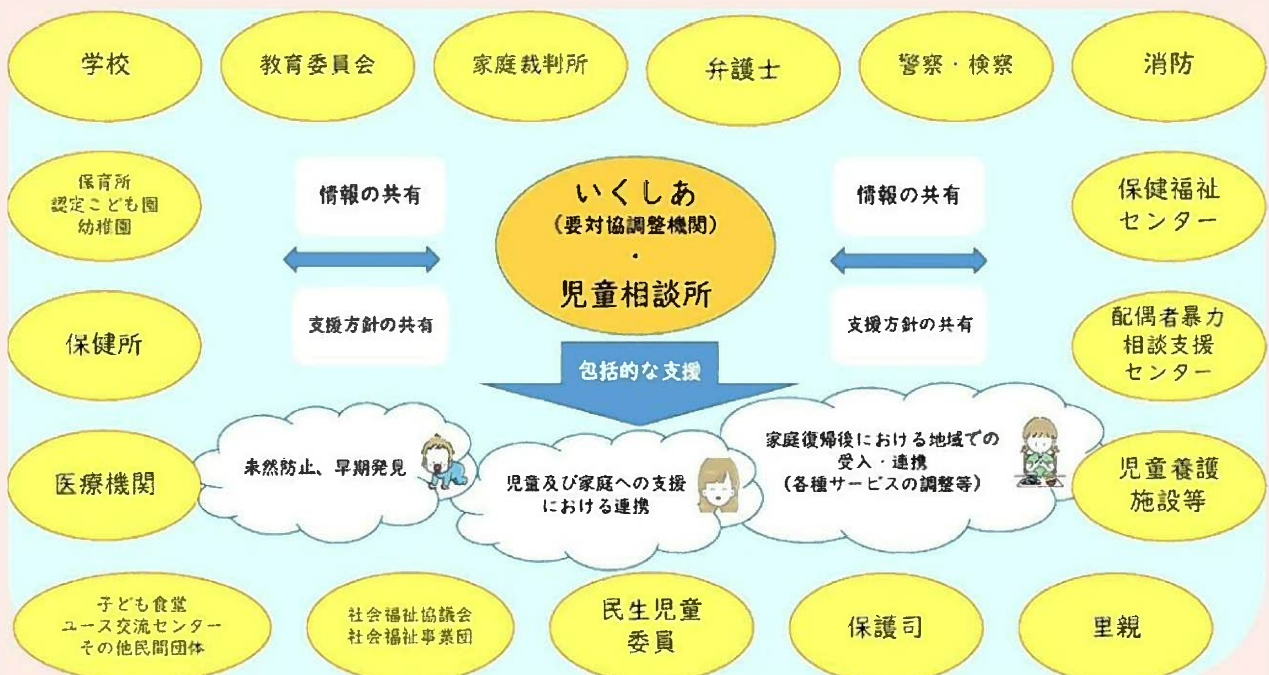 学校
教育委員会
家庭裁判所
弁護士
警察・検察
消防
保育所
認定こども園
幼稚園
情報の共有
いくしあ
(要対協調整機関)
・
児童相談所
情報の共有
保健福祉
センター
保健所
支援方針の共有
包括的な支援
支援方針の共有
配偶者暴力
相談支援
センター
医療機関
未然防止、早期発見
児童及び家庭への支援
における連携
家庭復帰後における地域での
受入・連携
(各種サービスの調整等)
児童養護
施設等
子ども食堂
ユース交流センター
その他民間団体
社会福祉協議会
社会福祉事業団
民生児童
委員
保護司
里親